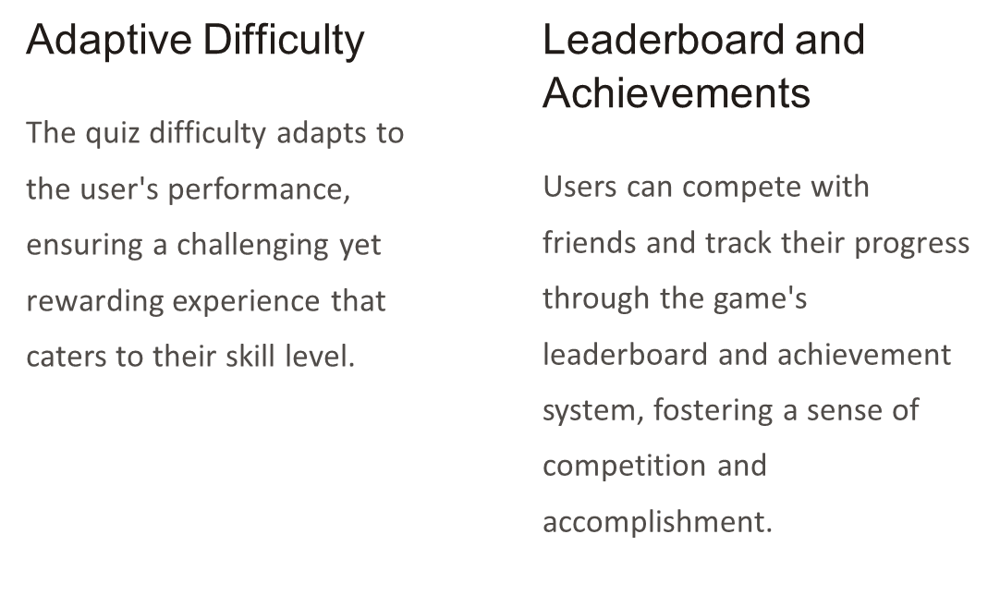 Adaptive Difficulty
The quiz difficulty adapts to
the user's performance,
ensuring a challenging yet
rewarding experience that
caters to their skill level.
Leaderboard and
Achievements
Users can compete with
friends and track their progress
through the game's
leaderboard and achievement
system, fostering a sense of
competition and
accomplishment.